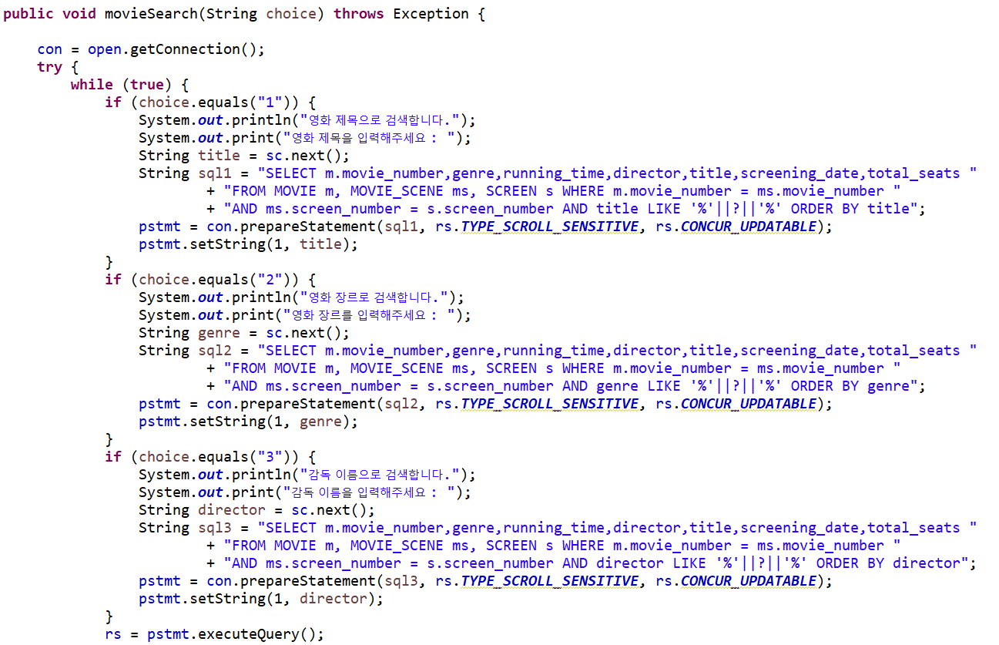 public void movieSearch(String choice) throws Exception {
con = open.getConnection();
try {
while (true) {
if (choice.equals("1")) {
System.out.println("영화 제목으로 검색합니다.");
System.out.print("영화 제목을 입력해주세요 : ");
String title = sc.next();
String sql1 = "SELECT m.movie_number,genre,running_time,director,title,screening_date,total_seats "
+ "FROM MOVIE m, MOVIE_SCENE ms, SCREEN s WHERE m.movie_number = ms.movie_number "
+ "AND ms.screen_number = s.screen_number AND title LIKE '%'||?||'%' ORDER BY title";
pstmt = con.prepareStatement(sql1, rs.TYPE_SCROLL_SENSITIVE, rs.CONCUR_UPDATABLE);
pstmt.setString(1, title);
}
if (choice.equals("2")) {
System.out.println("영화 장르로 검색합니다.");
System.out.print("영화 장르를 입력해주세요 : ");
String genre = sc.next();
String sql2 = "SELECT m.movie_number,genre,running_time,director,title,screening_date,total_seats "
+ "FROM MOVIE m, MOVIE_SCENE ms, SCREEN s WHERE m.movie_number = ms.movie_number "
+ "AND ms.screen_number = s.screen_number AND genre LIKE '%'||?||'%' ORDER BY genre";
pstmt = con.prepareStatement(sql2, rs.TYPE_SCROLL_SENSITIVE, rs.CONCUR_UPDATABLE);
pstmt.setString(1, genre);
}
if (choice.equals("3")) {
System.out.println("감독 이름으로 검색합니다.");
System.out.print("감독 이름을 입력해주세요 : ");
String director = sc.next();
String sql3 = "SELECT m.movie_number,genre,running_time,director,title,screening_date,total_seats "
+ "FROM MOVIE m, MOVIE_SCENE ms, SCREEN s WHERE m.movie_number = ms.movie_number "
+ "AND ms.screen_number = s.screen_number AND director LIKE '%'||?||'%' ORDER BY director";
pstmt = con.prepareStatement(sql3, rs.TYPE_SCROLL_SENSITIVE, rs.CONCUR_UPDATABLE);
pstmt.setString(1, director);
}
rs = pstmt.executeQuery();